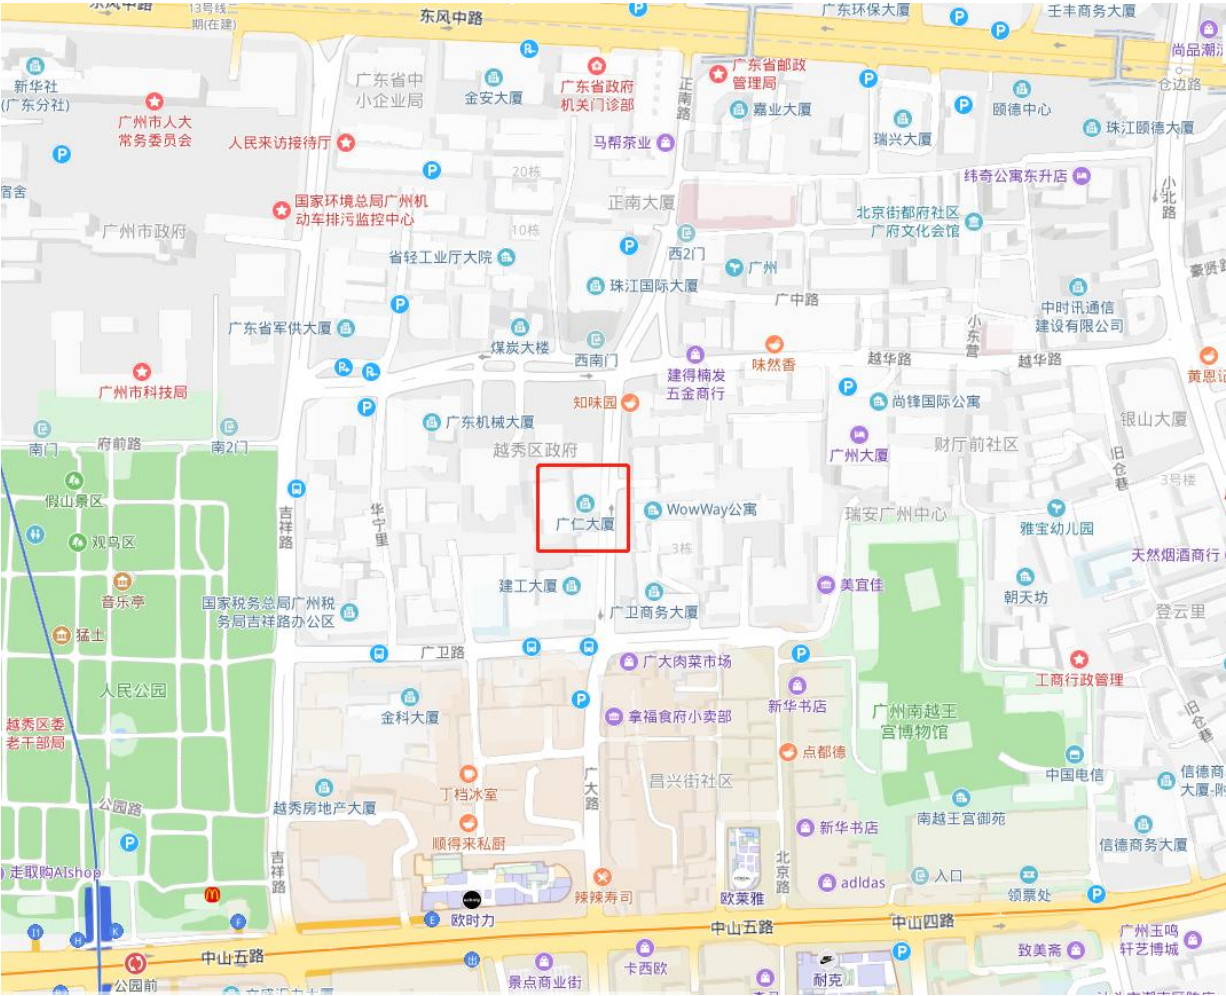 东风中路
13号线二
期(在建)
东风中路
广东环保大厦
壬丰商务大厦
尚品潮流
新华社
(广东分社)
广州市人大
常务委员会
广东省中
小企业局
金安大厦
广东省政府
机关门诊部
正南路
广东省邮政
管理局
嘉业大厦
颐德中心
仓边路
瑞兴大厦
珠江颐德大厦
人民来访接待厅
马帮茶业
20栋
宿舍
纬奇公寓东升店
小北路
国家环境总局广州机
动车排污监控中心
正南大厦
北京街都府社区
广府文化会馆
广州市政府
10栋
省轻工业厅大院
西2门
广州
豪贤路
珠江国际大厦
广中路
中时讯通信
建设有限公司
广东省军供大厦
煤炭大楼
西南门
小东营
越华路
越华路
味然香
建得楠发
五金商行
黄恩记
广州市科技局
知味园
尚锋国际公寓
银山大厦
广东机械大厦
越秀区政府
南门
府前路
南2门
广州大厦
财厅前社区
旧仓巷
3号楼
假山景区
吉祥路
华宁里
广仁大厦
WowWay公寓
瑞安广州中心
雅宝幼儿园
观鸟区
3栋
天然烟酒商行
音乐亭
国家税务总局广州税
务局吉祥路办公区
建工大厦
广卫商务大厦
美宜佳
朝天坊
登云里
猛士
广卫路
广大肉菜市场
工商行政管理
人民公园
金科大厦
拿福食府小卖部
新华书店
广州南越王
宫博物馆
旧仓巷
越秀区委
老干部局
点都德
中国电信
信德商
大厦-附
丁档冰室
广大路
昌兴街社区
公园路
越秀房地产大厦
顺得来私厨
新华书店
南越王宫御苑
信德商务大厦
走取购AIshop
吉祥路
辣辣寿司
欧莱雅
北京路
adldas
入口
领票处
欧时力
中山五路
中山四路
广州玉鸣
轩艺博城
中山五路
公园前
景点商业街
卡西欧
耐克
致美斋